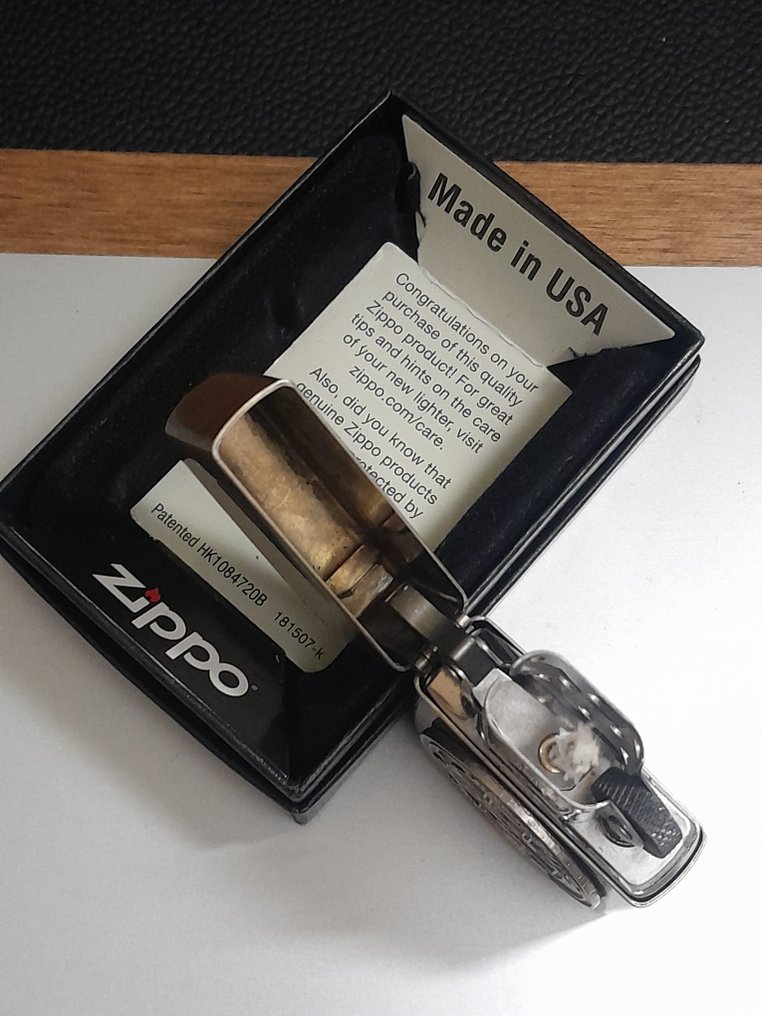 Made in USA
Congratulations on your
purchase of this quality
Zippo product! For great
tips and hints on the care
of your new lighter, visit
zippo.com/care.
Also, did you know that
genuine Zippo products
protected by
Patented HK1084720B 181507-k
Zippo